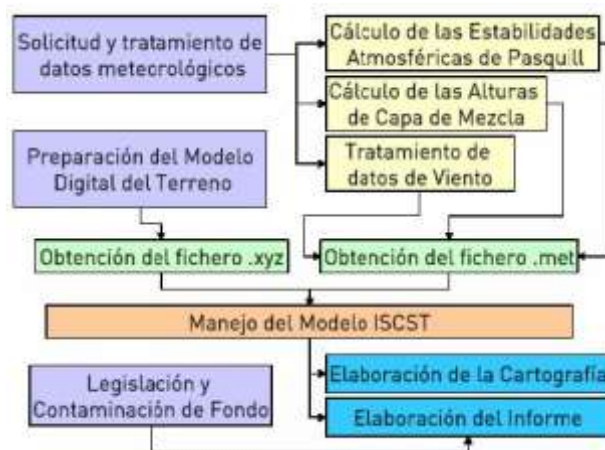 Solicitud y tratamiento de
datos meteorológicos
Cálculo de las Estabilidades
Atmosféricas de Pasquill
Cálculo de las Alturas
de Capa de Mezcla
Preparación del Modelo
Digital del Terreno
Tratamiento de
datos de Viento
Obtención del fichero .xyz
Obtención del fichero .met
Manejo del Modelo ISCST
Legislación y
Contaminación de Fondo
Elaboración de la Cartografía
Elaboración del Informe